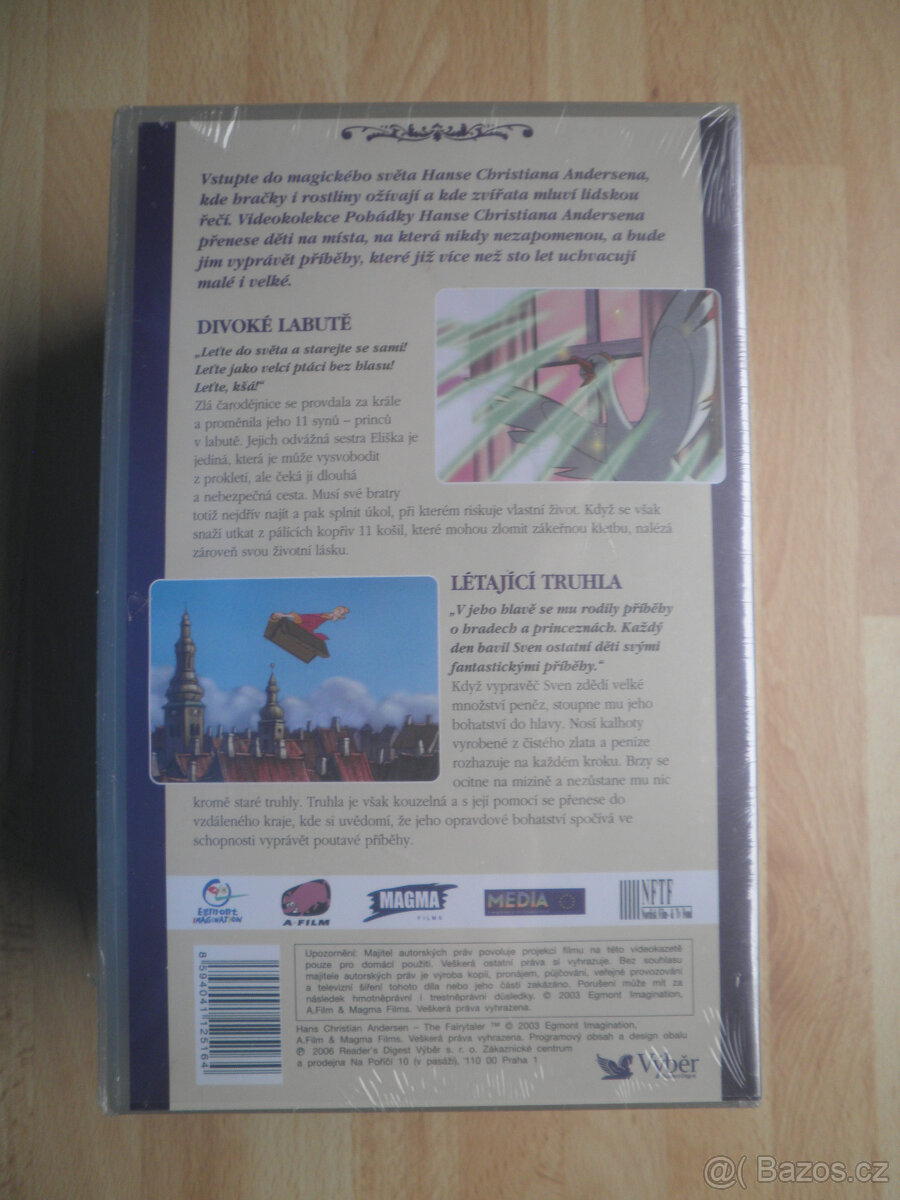 Vstupte do magického světa Hanse Christiana Andersena,
kde hračky i rostliny ožívají a kde zvířata mluví lidskou
řečí. Videokolekce Pohádky Hanse Christiana Andersena
přenese děti na místa, na která nikdy nezapomenou, a bude
jim vyprávět příběhy, které již více než sto let uchvacují
malé i velké.
DIVOKÉ LABUTĚ
„Leťte do světa a starejte se sami!
Leťte jako velcí ptáci bez hlasu!
Leťte, kšá!“
Zlá čarodějnice se provdala za krále
a proměnila jeho 11 synů – princů
v labutě. Jejich odvážná sestra Eliška je
jediná, která je může vysvobodit
z prokletí, ale čeká ji dlouhá
a nebezpečná cesta. Musí své bratry
totiž nejdřív najít a pak splnit úkol, při kterém riskuje vlastní život. Když se však
snaží utkat z pálících kopřiv 11 košil, které mohou zlomit zákeřnou kletbu, nalézá
zároveň svou životní lásku.
LÉTAJÍCÍ TRUHLA
„V jeho hlavě se mu rodily příběhy
o hradech a princeznách. Každý
den bavil Sven ostatní děti svými
fantastickými příběhy.“
Když vypravěč Sven zdědí velké
množství peněz, stoupne mu jeho
bohatství do hlavy. Nosí kalhoty
vyrobené z čistého zlata a peníze
rozhazuje na každém kroku. Brzy se
ocitne na mizině a nezůstane mu nic
kromě staré truhly. Truhla je však kouzelná a s její pomocí se přenese do
vzdáleného kraje, kde si uvědomí, že jeho opravdové bohatství spočívá ve
schopnosti vyprávět poutavé příběhy.
Egmont IMAGINATION
A. FILM
MAGMA FILMS
MEDIA
NFTF
Nordisk Film- & Tv Fond
Upozornění: Majitel autorských práv povoluje projekci filmu na této videokazetě
pouze pro domácí použití. Veškerá ostatní práva si vyhrazuje. Bez souhlasu
majitele autorských práv je výroba kopií, pronájem, půjčování, veřejné provozování
a televizní šíření tohoto díla nebo jeho částí zakázáno. Porušení může mít za
následek hmotněprávní i trestněprávní důsledky. © 2003 Egmont Imagination,
A.Film & Magma Films. Veškerá práva vyhrazena.
Hans Christian Andersen – The Fairytaler ™ © 2003 Egmont Imagination,
A.Film & Magma Films. Veškerá práva vyhrazena. Programový obsah a design obalu
℗ 2006 Reader's Digest Výběr s. r. o. Zákaznické centrum
a prodejna Na Poříčí 10 (v pasáži), 110 00 Praha 1
8594041125164
Výběr
@( Bazos.cz